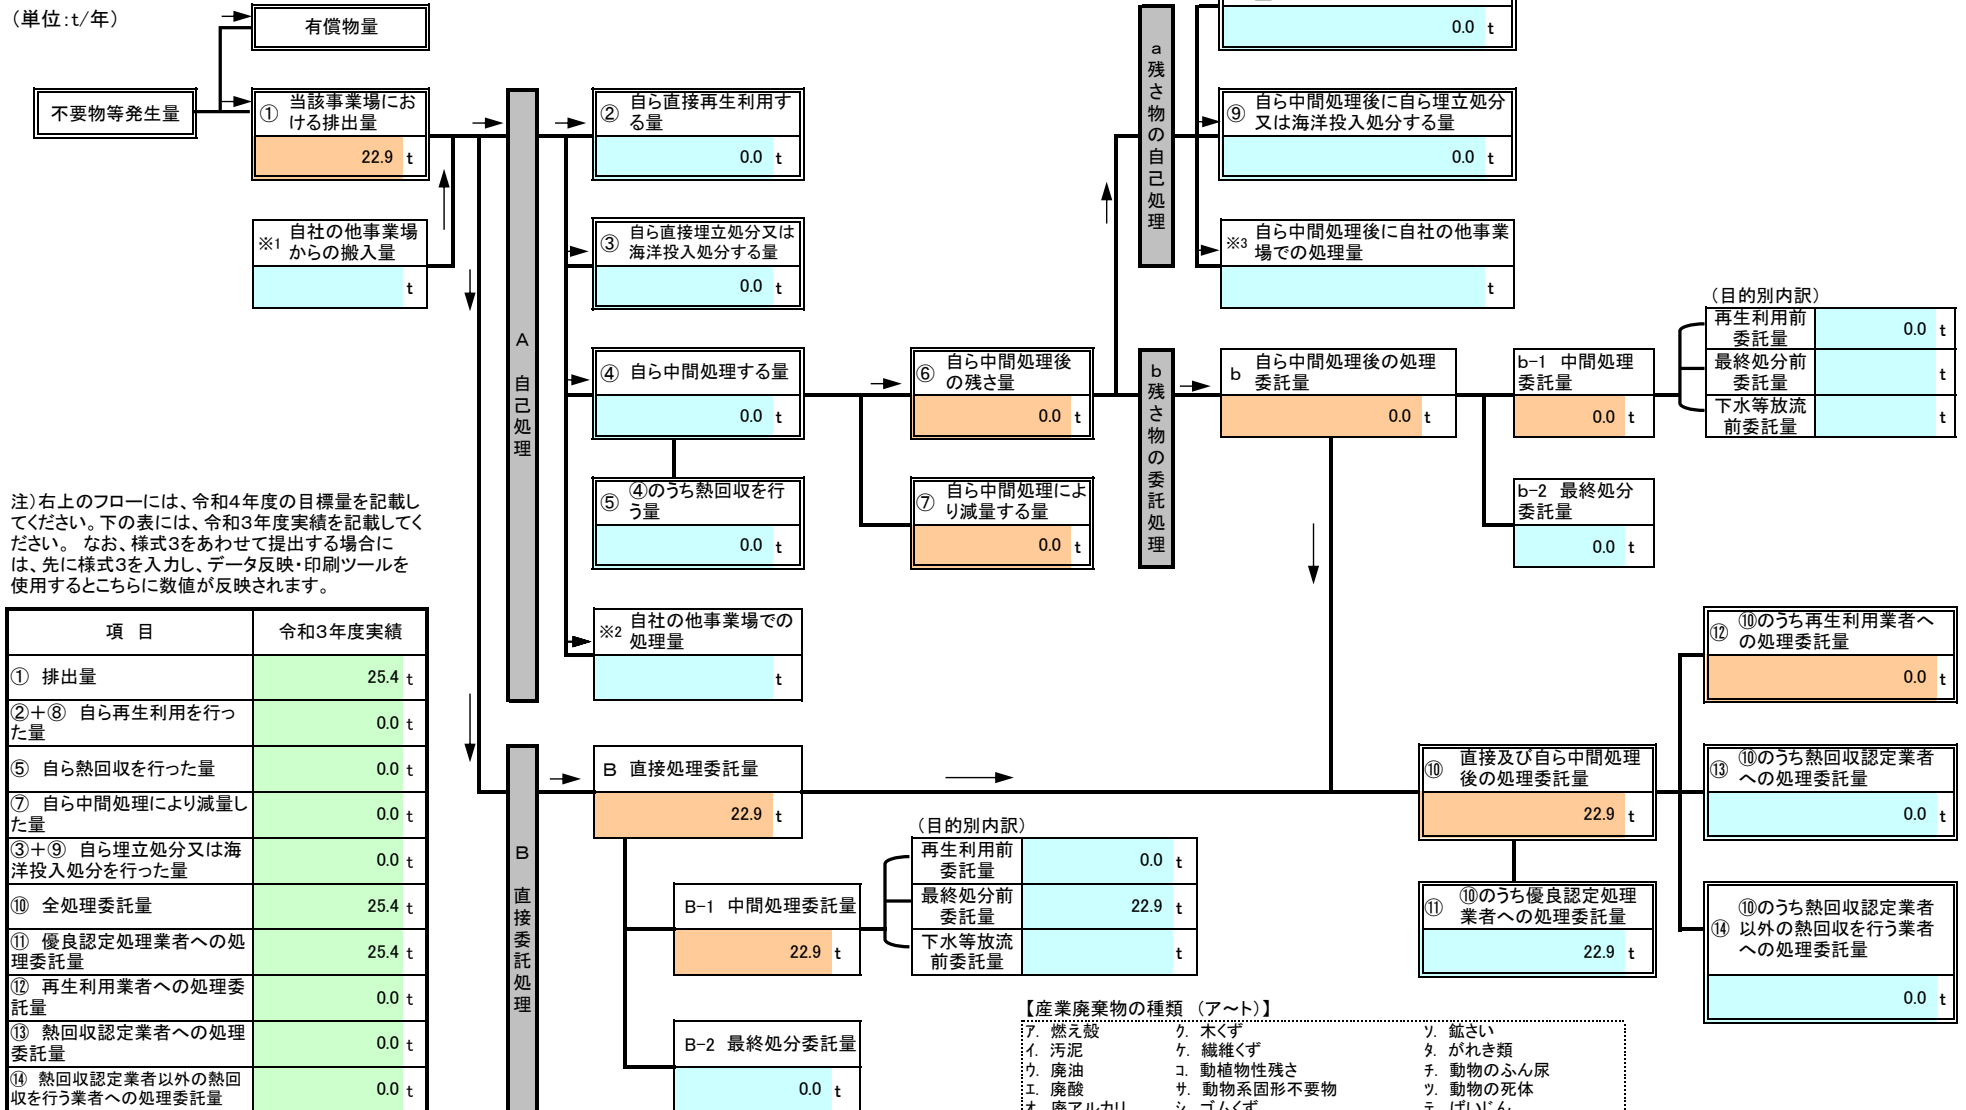 （単位：t/年）
有償物量
不要物等発生量
① 当該事業場にお
ける排出量
22.9 t
※1 自社の他事業場
からの搬入量
t
A 自己処理
② 自ら直接再生利用す
る量
0.0 t
③ 自ら直接埋立処分又は
海洋投入処分する量
0.0 t
④ 自ら中間処理する量
0.0 t
⑤ ④のうち熱回収を行
う量
0.0 t
※2 自社の他事業場での
処理量
t
⑥ 自ら中間処理後
の残さ量
0.0 t
⑦ 自ら中間処理によ
り減量する量
0.0 t
a 残さ物の自己処理
0.0 t
⑨ 自ら中間処理後に自ら埋立処分
又は海洋投入処分する量
0.0 t
※3 自ら中間処理後に自社の他事業
場での処理量
t
b 残さ物の委託処理
b 自ら中間処理後の処理
委託量
0.0 t
b-1 中間処理
委託量
0.0 t
b-2 最終処分
委託量
0.0 t
（目的別内訳）
再生利用前
委託量
0.0 t
最終処分前
委託量
t
下水等放流
前委託量
t
注）右上のフローには、令和４年度の目標量を記載し
てください。下の表には、令和３年度実績を記載してく
ださい。 なお、様式３をあわせて提出する場合に
は、先に様式３を入力し、データ反映・印刷ツールを
使用するとこちらに数値が反映されます。
項 目 令和３年度実績
① 排出量 25.4 t
②＋⑧ 自ら再生利用を行っ
た量 0.0 t
⑤ 自ら熱回収を行った量 0.0 t
⑦ 自ら中間処理により減量し
た量 0.0 t
③＋⑨ 自ら埋立処分又は海
洋投入処分を行った量 0.0 t
⑩ 全処理委託量 25.4 t
⑪ 優良認定処理業者への処
理委託量 25.4 t
⑫ 再生利用業者への処理委
託量 0.0 t
⑬ 熱回収認定業者への処理
委託量 0.0 t
⑭ 熱回収認定業者以外の熱回
収を行う業者への処理委託量 0.0 t
B 直接委託処理
B 直接処理委託量
22.9 t
B-1 中間処理委託量
22.9 t
B-2 最終処分委託量
0.0 t
（目的別内訳）
再生利用前
委託量
0.0 t
最終処分前
委託量
22.9 t
下水等放流
前委託量
t
⑩ 直接及び自ら中間処理
後の処理委託量
22.9 t
⑪ ⑩のうち優良認定処理
業者への処理委託量
22.9 t
⑫ ⑩のうち再生利用業者へ
の処理委託量
0.0 t
⑬ ⑩のうち熱回収認定業者
への処理委託量
0.0 t
⑭ ⑩のうち熱回収認定業者
以外の熱回収を行う業者
への処理委託量
0.0 t
【産業廃棄物の種類 （ア～ト）】
ｱ. 燃え殻 ｸ. 木くず ｿ. 鉱さい
ｲ. 汚泥 ｹ. 繊維くず ﾀ. がれき類
ｳ. 廃油 ｺ. 動植物性残さ ﾁ. 動物のふん尿
ｴ. 廃酸 ｻ. 動物系固形不要物 ﾂ. 動物の死体
ｵ. 廃アルカリ ｼ. ゴムくず ﾃ. ばいじん